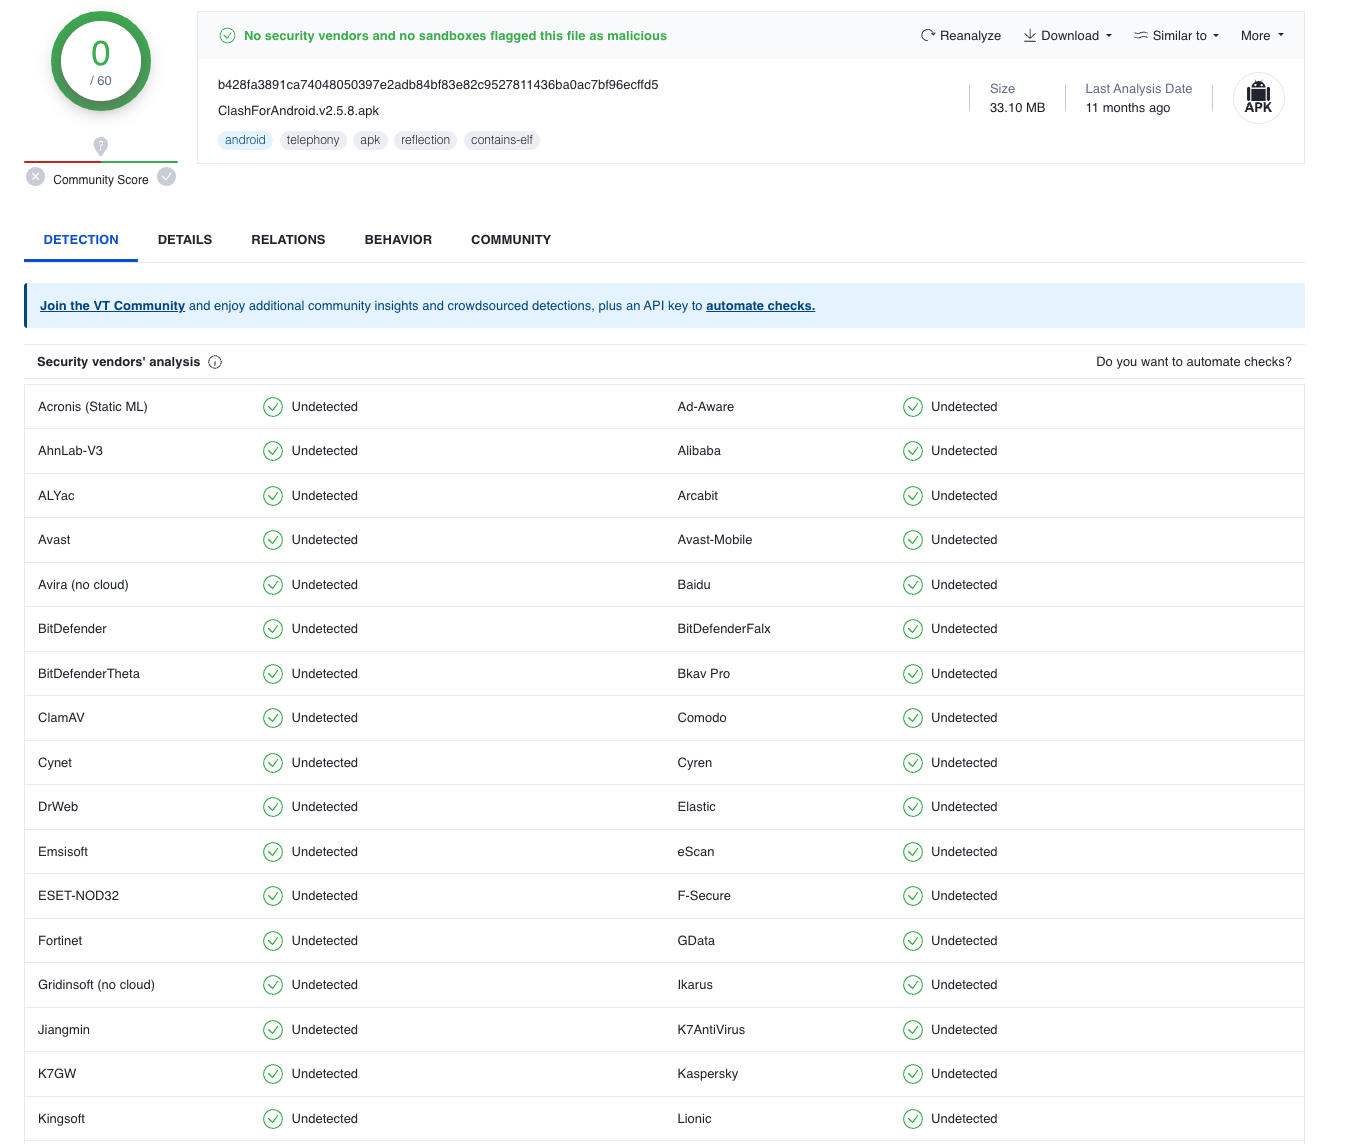 0
/ 60
?
Community Score
No security vendors and no sandboxes flagged this file as malicious
Reanalyze Download Similar to More
b428fa3891ca74048050397e2adb84bf83e82c9527811436ba0ac7bf96ecffd5
ClashForAndroid.v2.5.8.apk
android telephony apk reflection contains-elf
Size
33.10 MB
Last Analysis Date
11 months ago
APK
DETECTION DETAILS RELATIONS BEHAVIOR COMMUNITY
Join the VT Community and enjoy additional community insights and crowdsourced detections, plus an API key to automate checks.
Security vendors' analysis Do you want to automate checks?
Acronis (Static ML) Undetected Ad-Aware Undetected
AhnLab-V3 Undetected Alibaba Undetected
ALYac Undetected Arcabit Undetected
Avast Undetected Avast-Mobile Undetected
Avira (no cloud) Undetected Baidu Undetected
BitDefender Undetected BitDefenderFalx Undetected
BitDefenderTheta Undetected Bkav Pro Undetected
ClamAV Undetected Comodo Undetected
Cynet Undetected Cyren Undetected
DrWeb Undetected Elastic Undetected
Emsisoft Undetected eScan Undetected
ESET-NOD32 Undetected F-Secure Undetected
Fortinet Undetected GData Undetected
Gridinsoft (no cloud) Undetected Ikarus Undetected
Jiangmin Undetected K7AntiVirus Undetected
K7GW Undetected Kaspersky Undetected
Kingsoft Undetected Lionic Undetected